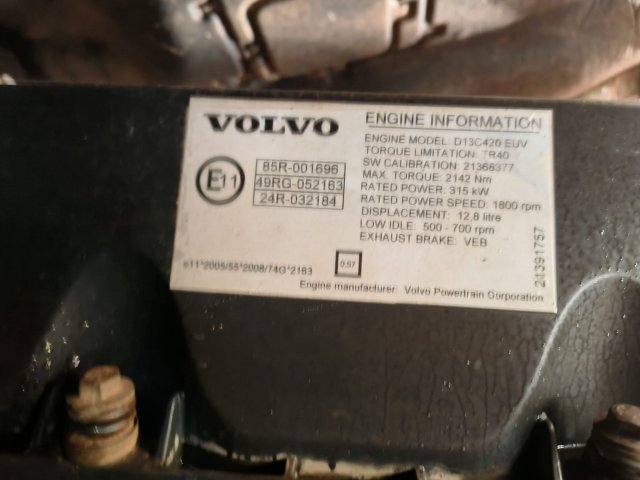 VOLVO
E11
85R-001696
49RG-052163
24R-032184
ENGINE INFORMATION
ENGINE MODEL: D13C420 EUV
TORQUE LIMITATION: TR40
SW CALIBRATION: 21366377
MAX. TORQUE: 2142 Nm
RATED POWER: 315 kW
RATED POWER SPEED: 1800 rpm
DISPLACEMENT: 12,8 litre
LOW IDLE: 500 - 700 rpm
EXHAUST BRAKE: VEB
21391757
e11*2005/55*2008/74G*2163
0.57
Engine manufacturer: Volvo Powertrain Corporation